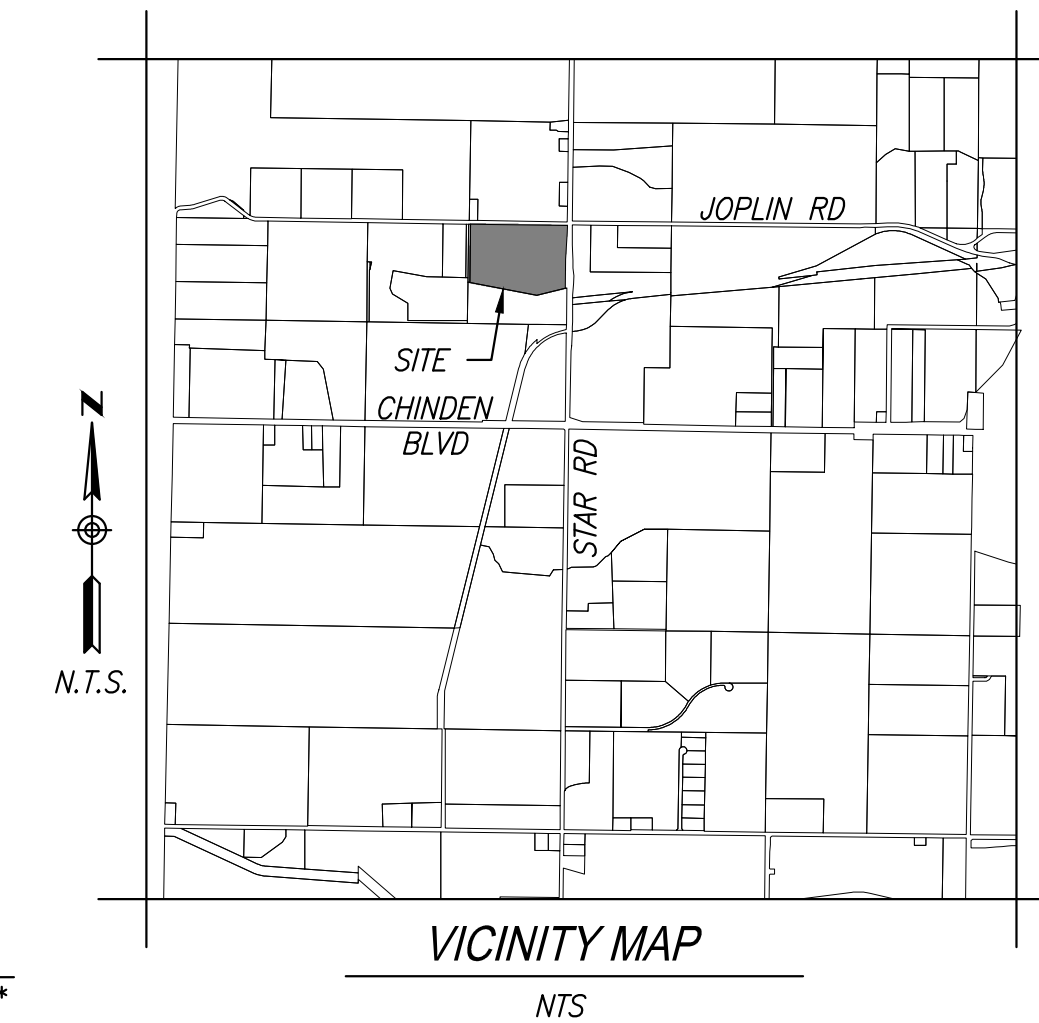 JOPLIN RD
SITE
CHINDEN
BLVD
STAR RD
N
N.T.S.
VICINITY MAP
NTS
*